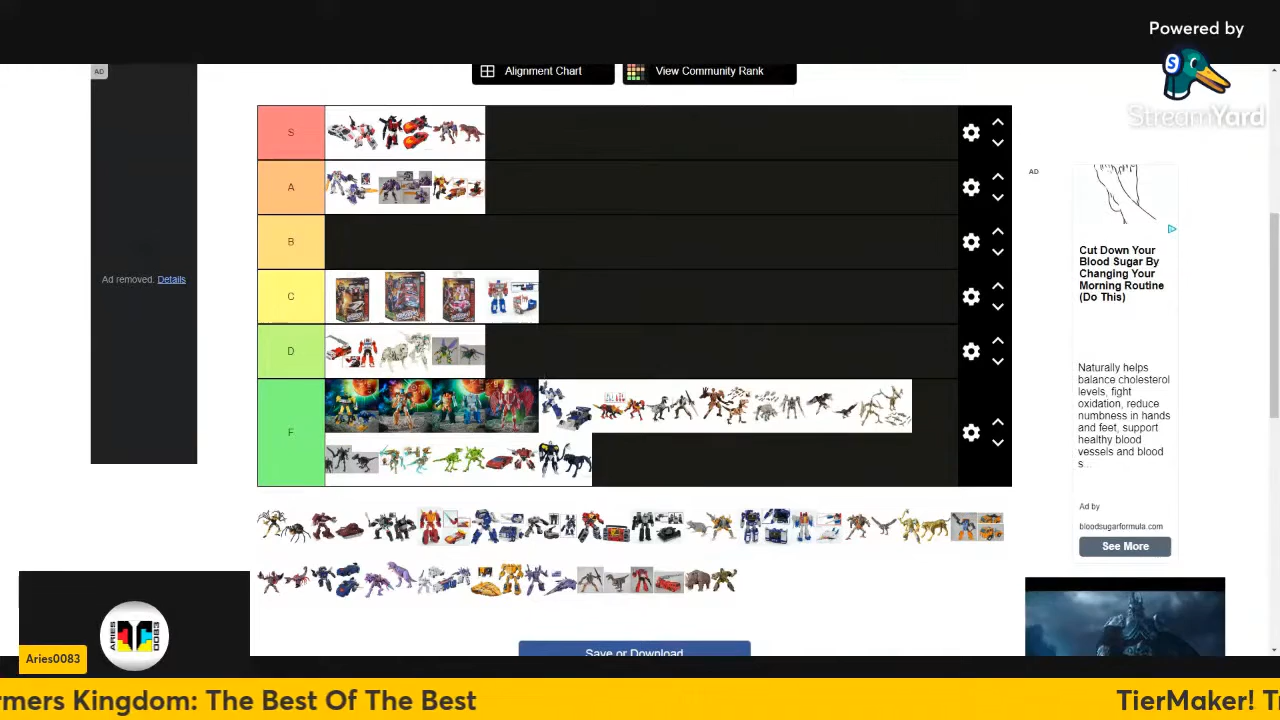 Powered by
StreamYard
AD
Alignment Chart
View Community Rank
S
A
B
C
D
F
AD
Ad removed. Details
Cut Down Your
Blood Sugar By
Changing Your
Morning Routine
(Do This)
Naturally helps
balance cholesterol
levels, fight
oxidation, reduce
numbness in hands
and feet, support
healthy blood
vessels and blood
s...
Ad by
bloodsugarformula.com
See More
Save or Download
ARIES
0083
Aries0083
rmers Kingdom: The Best Of The Best
TierMaker! Tr